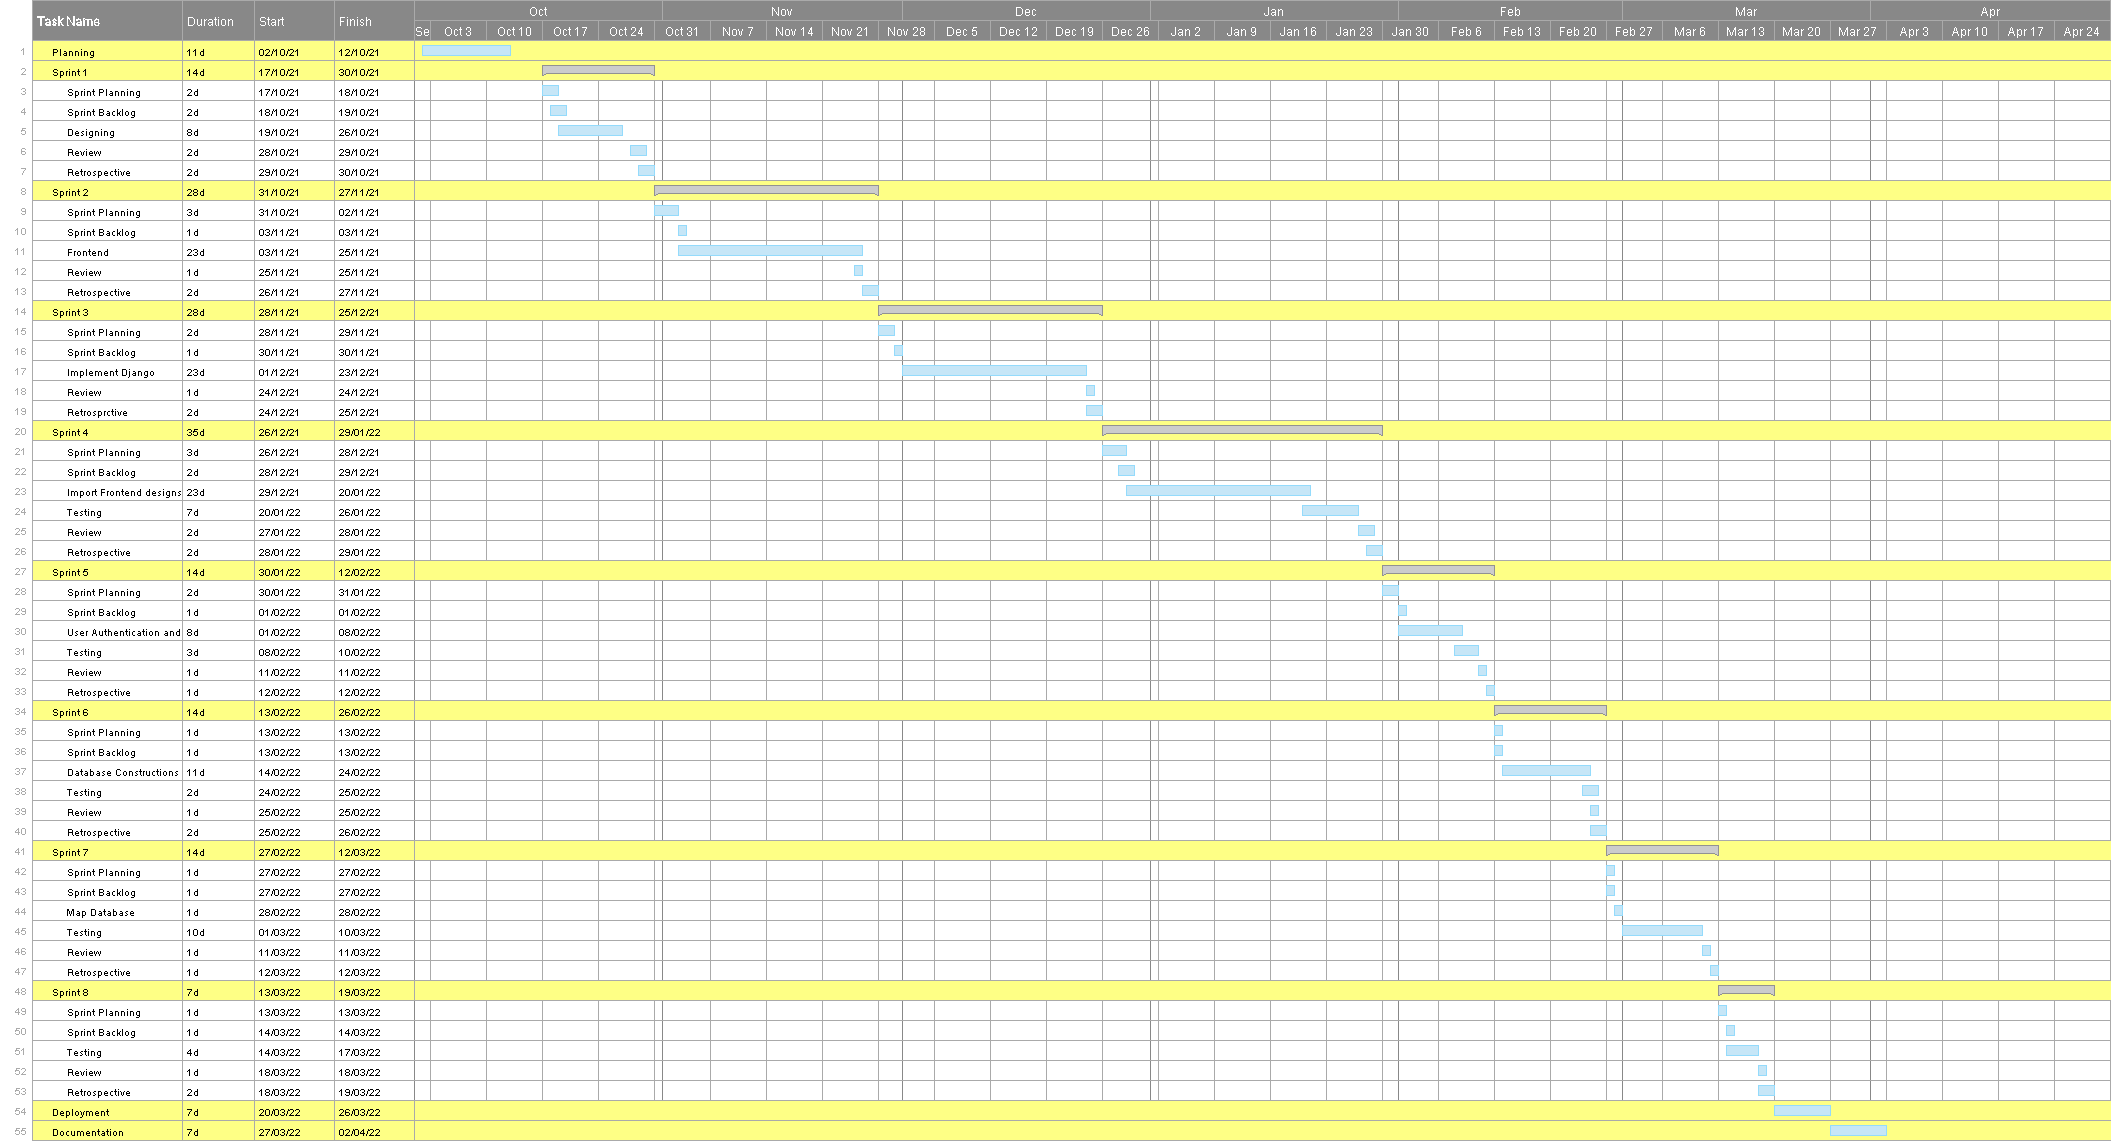 Task Name Duration Start Finish Oct Nov Dec Jan Feb Mar Apr
Se Oct 3 Oct 10 Oct 17 Oct 24 Oct 31 Nov 7 Nov 14 Nov 21 Nov 28 Dec 5 Dec 12 Dec 19 Dec 26 Jan 2 Jan 9 Jan 16 Jan 23 Jan 30 Feb 6 Feb 13 Feb 20 Feb 27 Mar 6 Mar 13 Mar 20 Mar 27 Apr 3 Apr 10 Apr 17 Apr 24
1 Planning 11d 02/10/21 12/10/21
2 Sprint 1 14d 17/10/21 30/10/21
3 Sprint Planning 2d 17/10/21 18/10/21
4 Sprint Backlog 2d 18/10/21 19/10/21
5 Designing 8d 19/10/21 26/10/21
6 Review 2d 28/10/21 29/10/21
7 Retrospective 2d 29/10/21 30/10/21
8 Sprint 2 28d 31/10/21 27/11/21
9 Sprint Planning 3d 31/10/21 02/11/21
10 Sprint Backlog 1d 03/11/21 03/11/21
11 Frontend 23d 03/11/21 25/11/21
12 Review 1d 25/11/21 25/11/21
13 Retrospective 2d 26/11/21 27/11/21
14 Sprint 3 28d 28/11/21 25/12/21
15 Sprint Planning 2d 28/11/21 29/11/21
16 Sprint Backlog 1d 30/11/21 30/11/21
17 Implement Django 23d 01/12/21 23/12/21
18 Review 1d 24/12/21 24/12/21
19 Retrosprctive 2d 24/12/21 25/12/21
20 Sprint 4 35d 26/12/21 29/01/22
21 Sprint Planning 3d 26/12/21 28/12/21
22 Sprint Backlog 2d 28/12/21 29/12/21
23 Import Frontend designs 23d 29/12/21 20/01/22
24 Testing 7d 20/01/22 26/01/22
25 Review 2d 27/01/22 28/01/22
26 Retrospective 2d 28/01/22 29/01/22
27 Sprint 5 14d 30/01/22 12/02/22
28 Sprint Planning 2d 30/01/22 31/01/22
29 Sprint Backlog 1d 01/02/22 01/02/22
30 User Authentication and 8d 01/02/22 08/02/22
31 Testing 3d 08/02/22 10/02/22
32 Review 1d 11/02/22 11/02/22
33 Retrospective 1d 12/02/22 12/02/22
34 Sprint 6 14d 13/02/22 26/02/22
35 Sprint Planning 1d 13/02/22 13/02/22
36 Sprint Backlog 1d 13/02/22 13/02/22
37 Database Constructions 11d 14/02/22 24/02/22
38 Testing 2d 24/02/22 25/02/22
39 Review 1d 25/02/22 25/02/22
40 Retrospective 2d 25/02/22 26/02/22
41 Sprint 7 14d 27/02/22 12/03/22
42 Sprint Planning 1d 27/02/22 27/02/22
43 Sprint Backlog 1d 27/02/22 27/02/22
44 Map Database 1d 28/02/22 28/02/22
45 Testing 10d 01/03/22 10/03/22
46 Review 1d 11/03/22 11/03/22
47 Retrospective 1d 12/03/22 12/03/22
48 Sprint 8 7d 13/03/22 19/03/22
49 Sprint Planning 1d 13/03/22 13/03/22
50 Sprint Backlog 1d 14/03/22 14/03/22
51 Testing 4d 14/03/22 17/03/22
52 Review 1d 18/03/22 18/03/22
53 Retrospective 2d 18/03/22 19/03/22
54 Deployment 7d 20/03/22 26/03/22
55 Documentation 7d 27/03/22 02/04/22